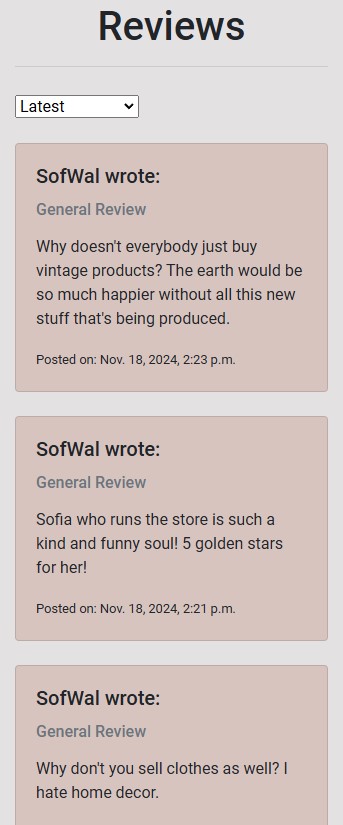 Reviews
Latest
SofWal wrote:
General Review
Why doesn't everybody just buy
vintage products? The earth would be
so much happier without all this new
stuff that's being produced.
Posted on: Nov. 18, 2024, 2:23 p.m.
SofWal wrote:
General Review
Sofia who runs the store is such a
kind and funny soul! 5 golden stars
for her!
Posted on: Nov. 18, 2024, 2:21 p.m.
SofWal wrote:
General Review
Why don't you sell clothes as well? I
hate home decor.